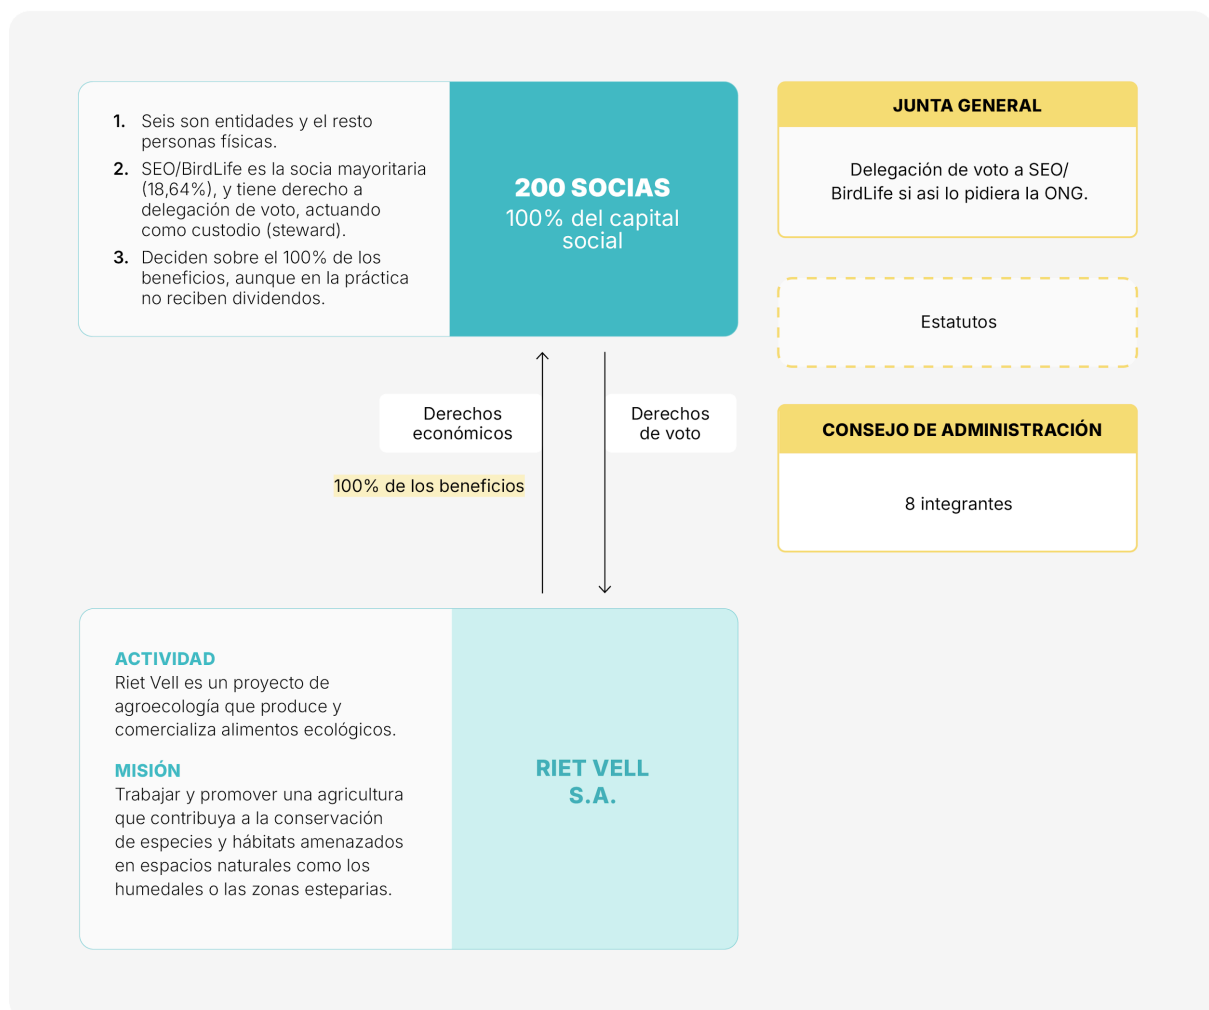 1. Seis son entidades y el resto
personas físicas.
2. SEO/BirdLife es la socia mayoritaria
(18,64%), y tiene derecho a
delegación de voto, actuando
como custodio (steward).
3. Deciden sobre el 100% de los
beneficios, aunque en la práctica
no reciben dividendos.
200 SOCIAS
100% del capital
social
JUNTA GENERAL
Delegación de voto a SEO/
BirdLife si asi lo pidiera la ONG.
Estatutos
CONSEJO DE ADMINISTRACIÓN
8 integrantes
Derechos
económicos
100% de los beneficios
Derechos
de voto
ACTIVIDAD
Riet Vell es un proyecto de
agroecología que produce y
comercializa alimentos ecológicos.
MISIÓN
Trabajar y promover una agricultura
que contribuya a la conservación
de especies y hábitats amenazados
en espacios naturales como los
humedales o las zonas esteparias.
RIET VELL
S.A.